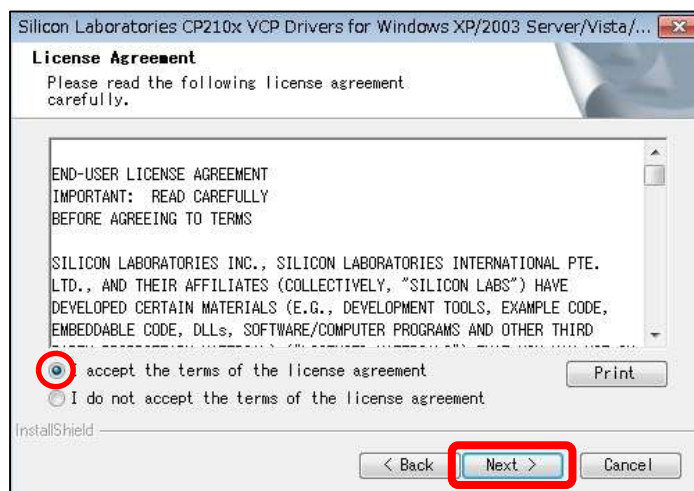 Silicon Laboratories CP210x VCP Drivers for Windows XP/2003 Server/Vista/...
License Agreement
Please read the following license agreement
carefully.
END-USER LICENSE AGREEMENT
IMPORTANT: READ CAREFULLY
BEFORE AGREEING TO TERMS
SILICON LABORATORIES INC., SILICON LABORATORIES INTERNATIONAL PTE.
LTD., AND THEIR AFFILIATES (COLLECTIVELY, "SILICON LABS") HAVE
DEVELOPED CERTAIN MATERIALS (E.G., DEVELOPMENT TOOLS, EXAMPLE CODE,
EMBEDDABLE CODE, DLLs, SOFTWARE/COMPUTER PROGRAMS AND OTHER THIRD
I accept the terms of the license agreement
Print
I do not accept the terms of the license agreement
InstallShield
< Back
Next >
Cancel